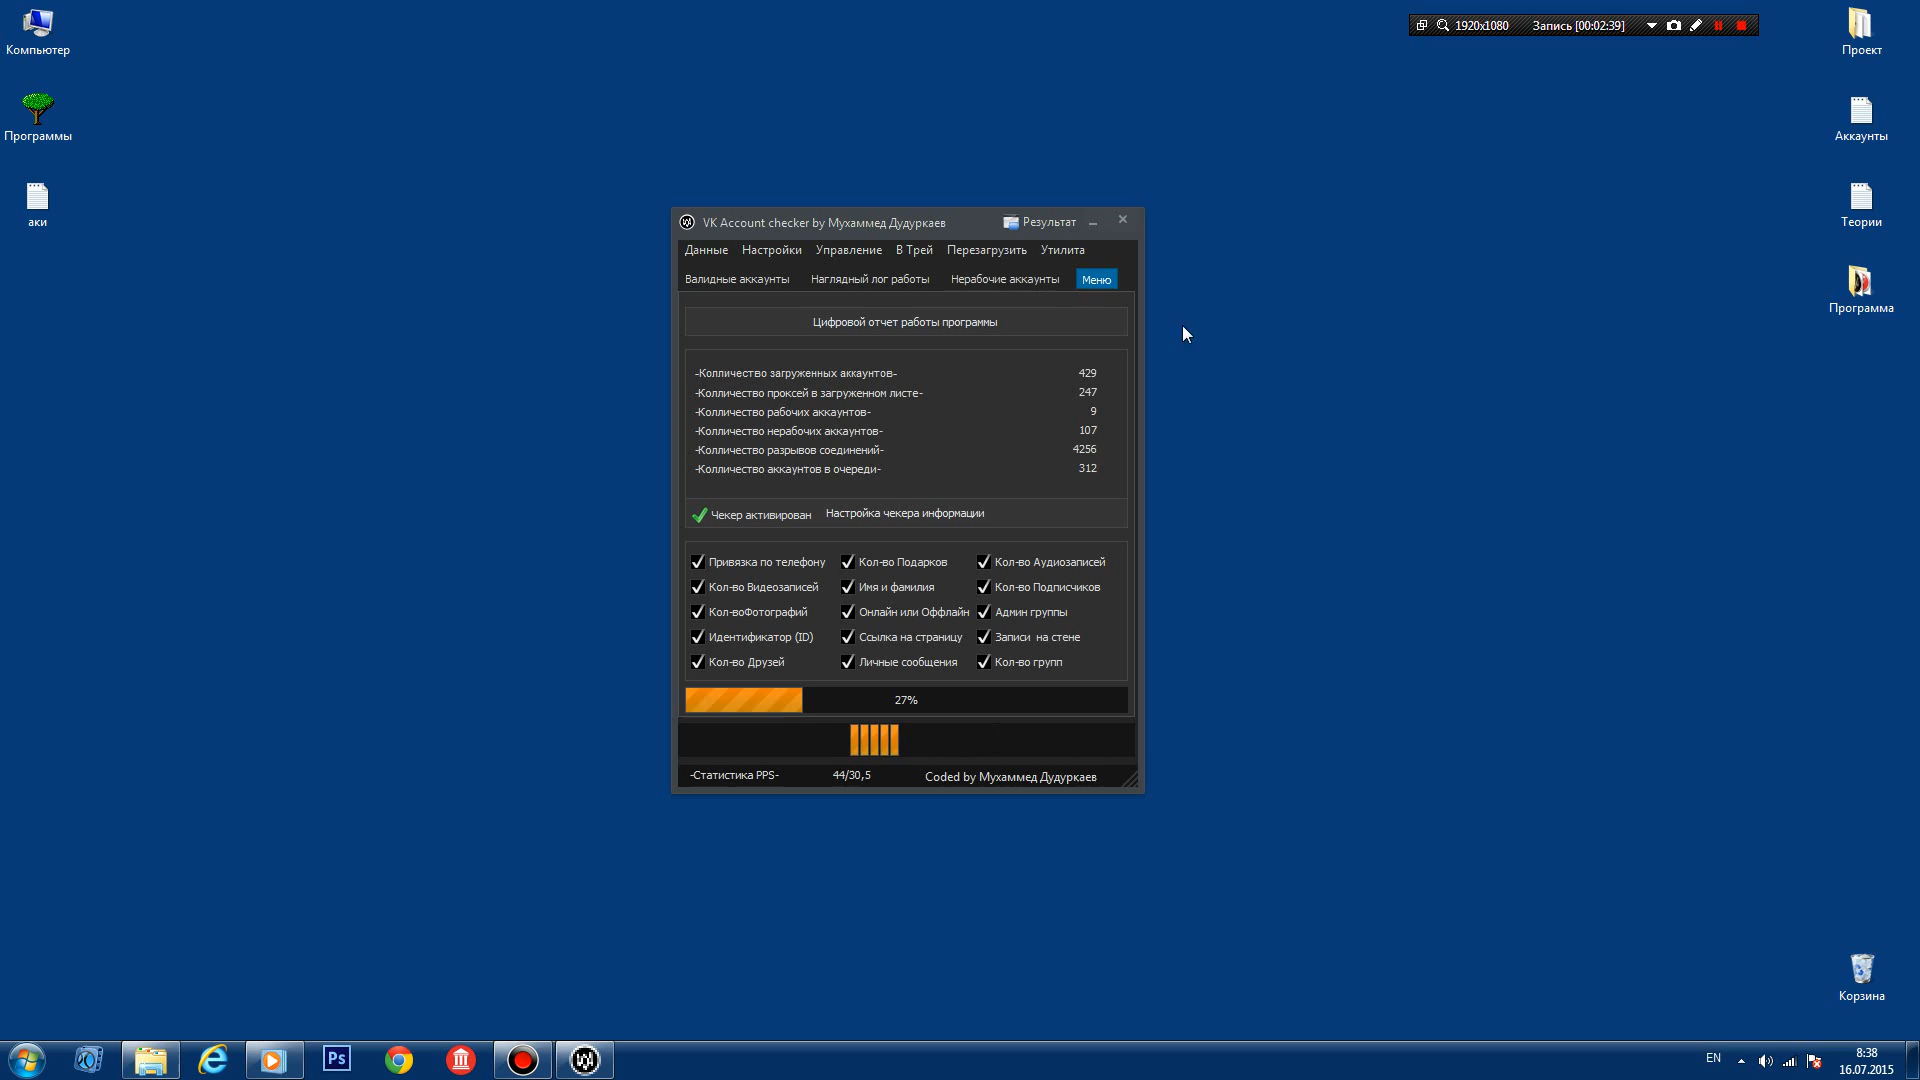 Компьютер
Программы
аки
1920x1080 Запись [00:02:39]
Проект
Аккаунты
Теории
Программа
Корзина
VK Account checker by Мухаммед Дудуркаев Результат
Данные Настройки Управление В Трей Перезагрузить Утилита
Валидные аккаунты Наглядный лог работы Нерабочие аккаунты Меню
Цифровой отчет работы программы
-Колличество загруженных аккаунтов- 429
-Колличество проксей в загруженном листе- 247
-Колличество рабочих аккаунтов- 9
-Колличество нерабочих аккаунтов- 107
-Колличество разрывов соединений- 4256
-Колличество аккаунтов в очереди- 312
Чекер активирован Настройка чекера информации
Привязка по телефону Кол-во Подарков Кол-во Аудиозаписей
Кол-во Видеозаписей Имя и фамилия Кол-во Подписчиков
Кол-воФотографий Онлайн или Оффлайн Админ группы
Идентификатор (ID) Ссылка на страницу Записи на стене
Кол-во Друзей Личные сообщения Кол-во групп
27%
-Статистика PPS- 44/30,5 Coded by Мухаммед Дудуркаев
Ps
EN
8:38
16.07.2015